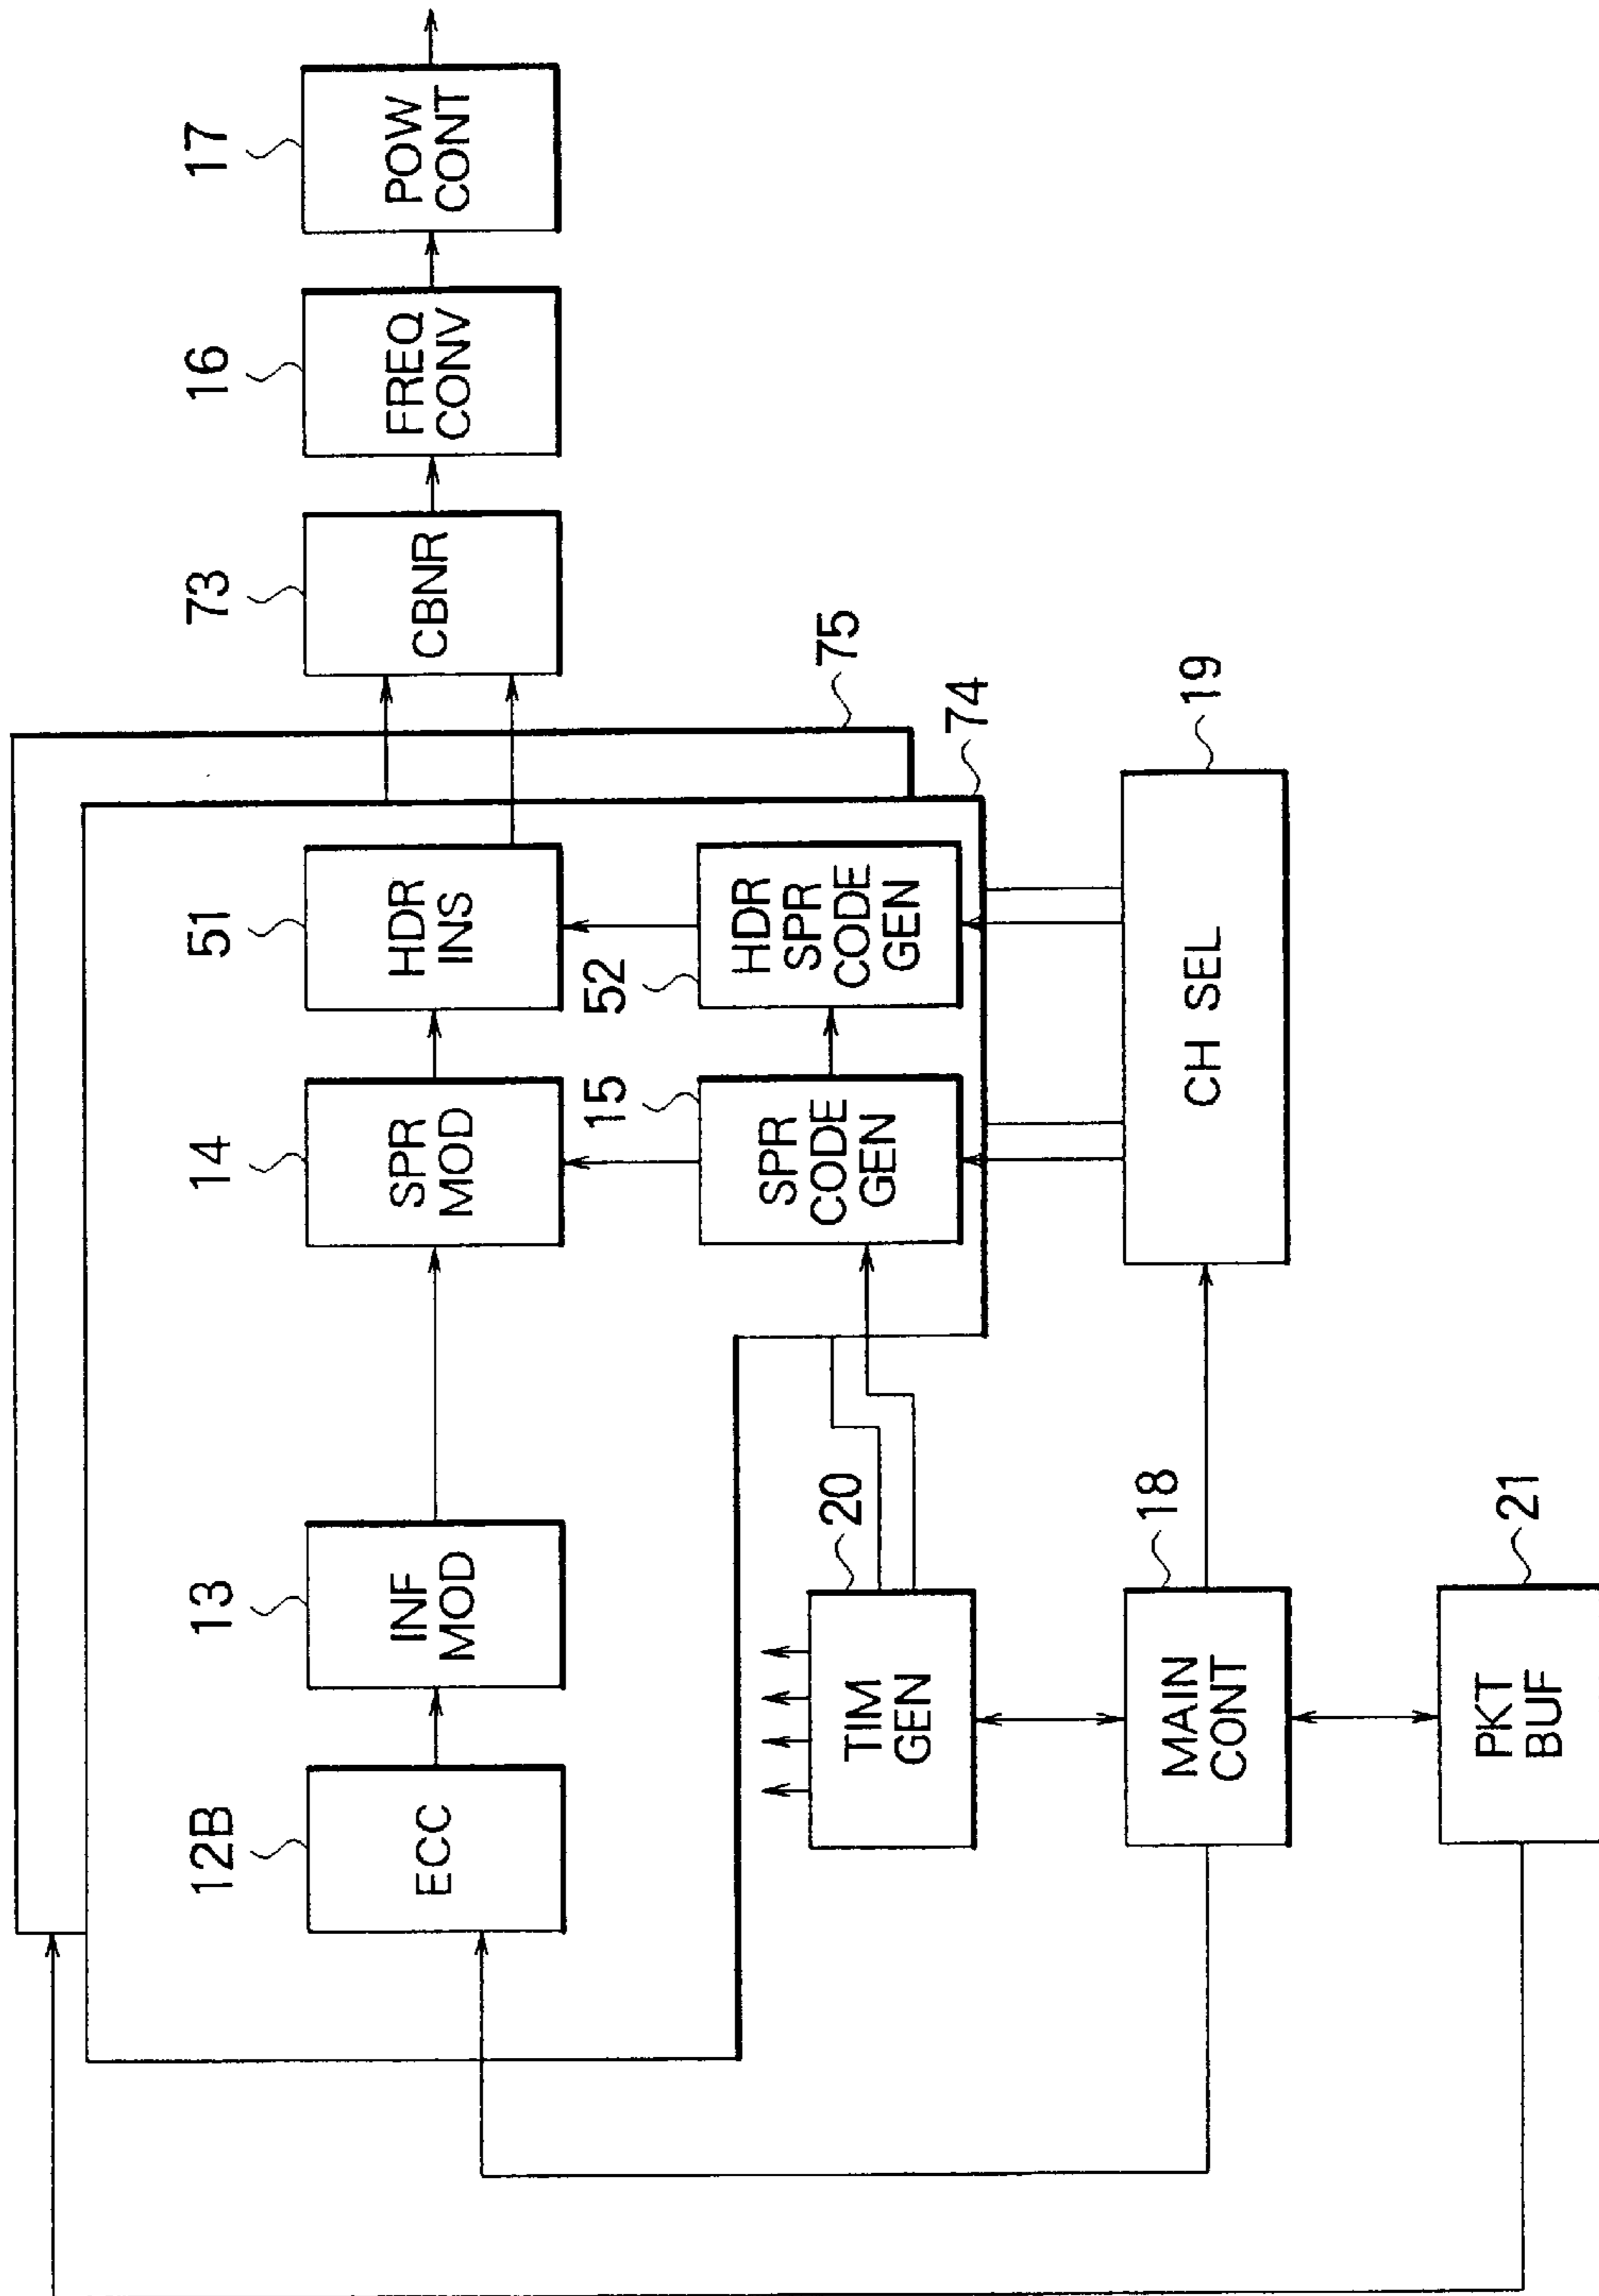 12B
ECC
13
INF
MOD
14
SPR
MOD
51
HDR
INS
73
CBNR
16
FREQ
CONV
17
POW
CONT
75
74
15
SPR
CODE
GEN
52
HDR
SPR
CODE
GEN
20
TIM
GEN
18
MAIN
CONT
19
CH SEL
21
PKT
BUF